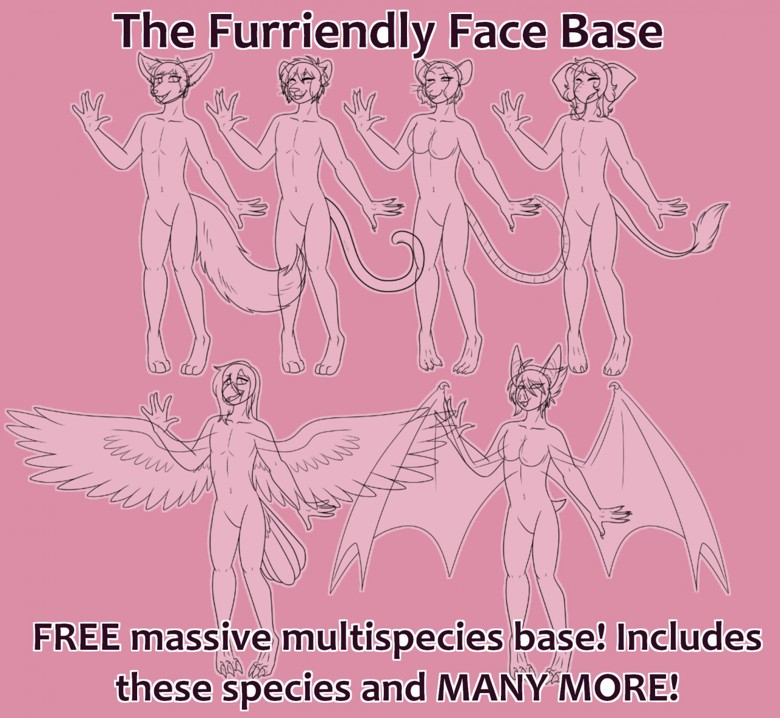 The Furriendly Face Base
FREE massive multispecies base! Includes
these species and MANY MORE!